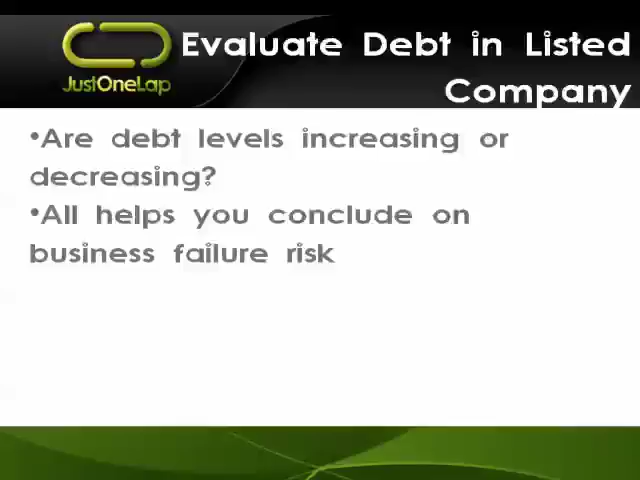 Evaluate Debt in Listed
Company
JustOneLap
•Are debt levels increasing or
decreasing?
•All helps you conclude on
business failure risk